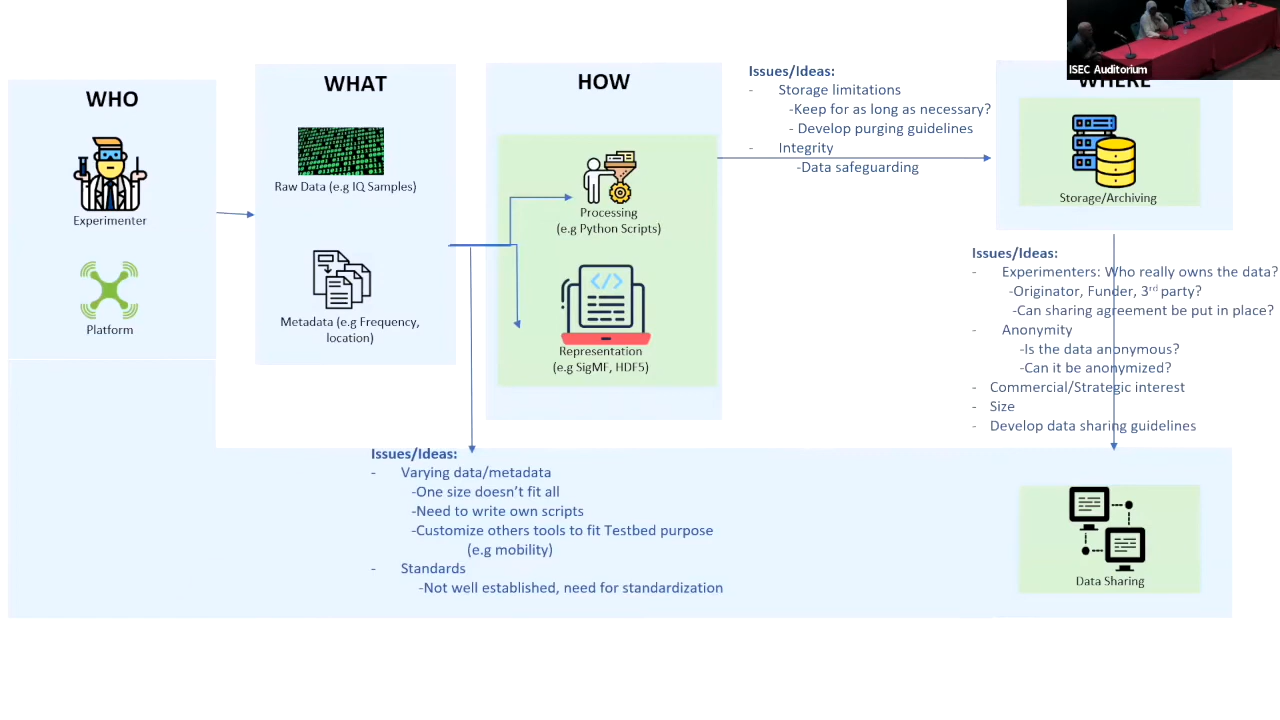 ISEC Auditorium
WHO
Experimenter
Platform
WHAT
Raw Data (e.g IQ Samples)
Metadata (e.g Frequency,
location)
HOW
Processing
(e.g Python Scripts)
Representation
(e.g SigMF, HDF5)
Issues/Ideas:
- Storage limitations
-Keep for as long as necessary?
- Develop purging guidelines
- Integrity
-Data safeguarding
WHERE
Storage/Archiving
Issues/Ideas:
- Experimenters: Who really owns the data?
-Originator, Funder, 3rd party?
-Can sharing agreement be put in place?
- Anonymity
-Is the data anonymous?
-Can it be anonymized?
- Commercial/Strategic interest
- Size
- Develop data sharing guidelines
Issues/Ideas:
- Varying data/metadata
-One size doesn't fit all
-Need to write own scripts
-Customize others tools to fit Testbed purpose
(e.g mobility)
- Standards
-Not well established, need for standardization
Data Sharing